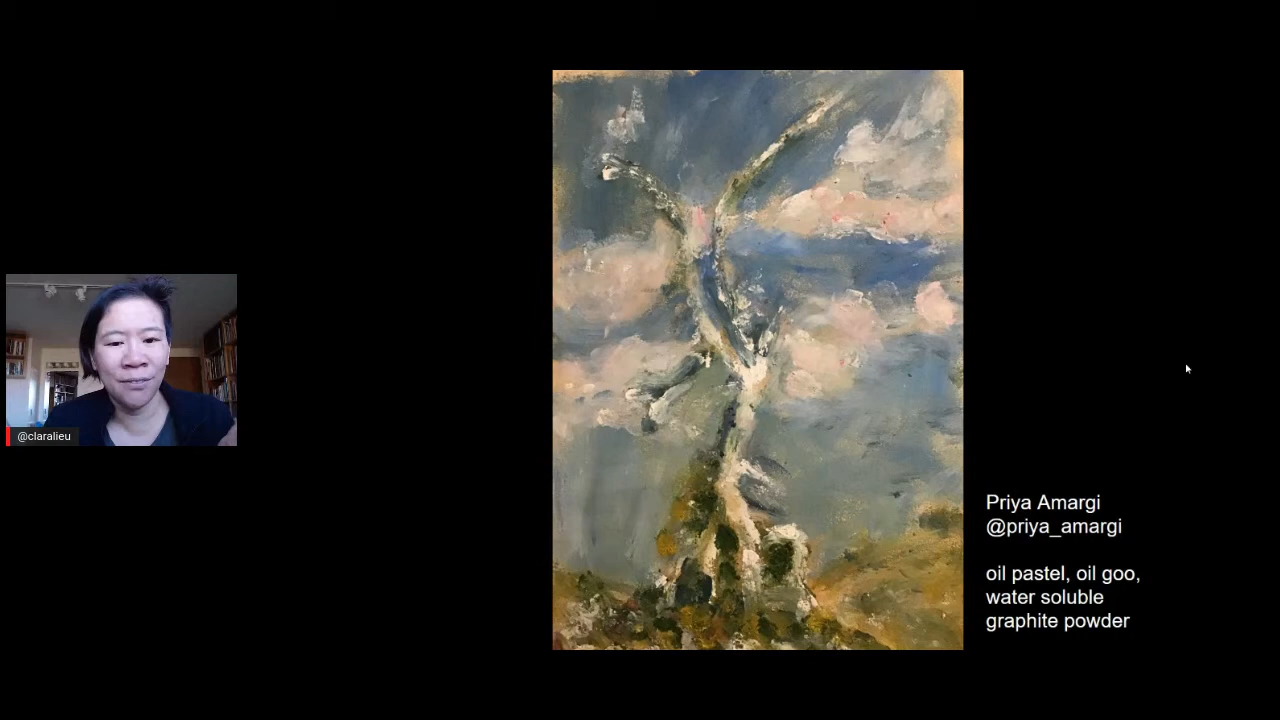 @claralieu
Priya Amargi
@priya_amargi
oil pastel, oil goo,
water soluble
graphite powder